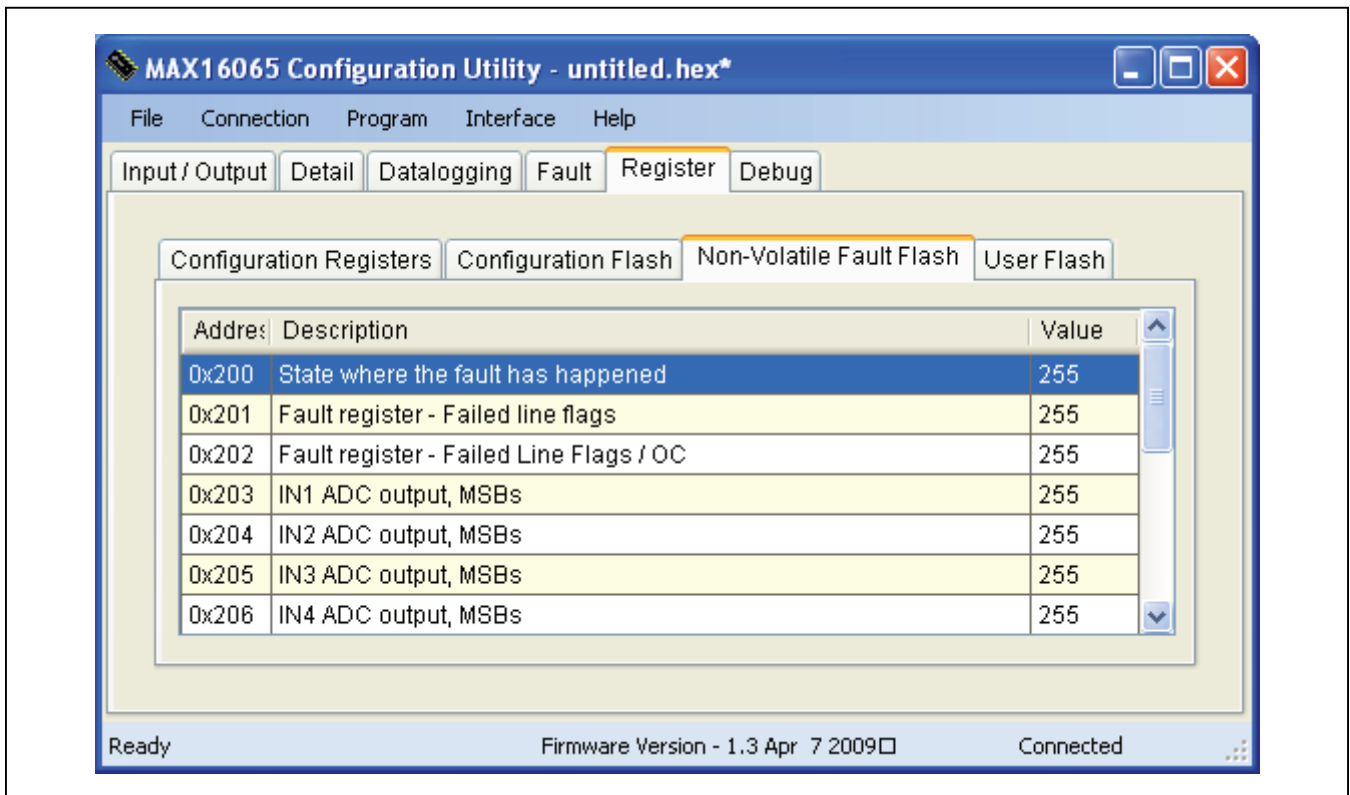 MAX16065 Configuration Utility - untitled.hex*
File Connection Program Interface Help
Input / Output Detail Datalogging Fault Register Debug
Configuration Registers Configuration Flash Non-Volatile Fault Flash User Flash
Addres Description Value
0x200 State where the fault has happened 255
0x201 Fault register - Failed line flags 255
0x202 Fault register - Failed Line Flags / OC 255
0x203 IN1 ADC output, MSBs 255
0x204 IN2 ADC output, MSBs 255
0x205 IN3 ADC output, MSBs 255
0x206 IN4 ADC output, MSBs 255
Ready Firmware Version - 1.3 Apr 7 2009□ Connected